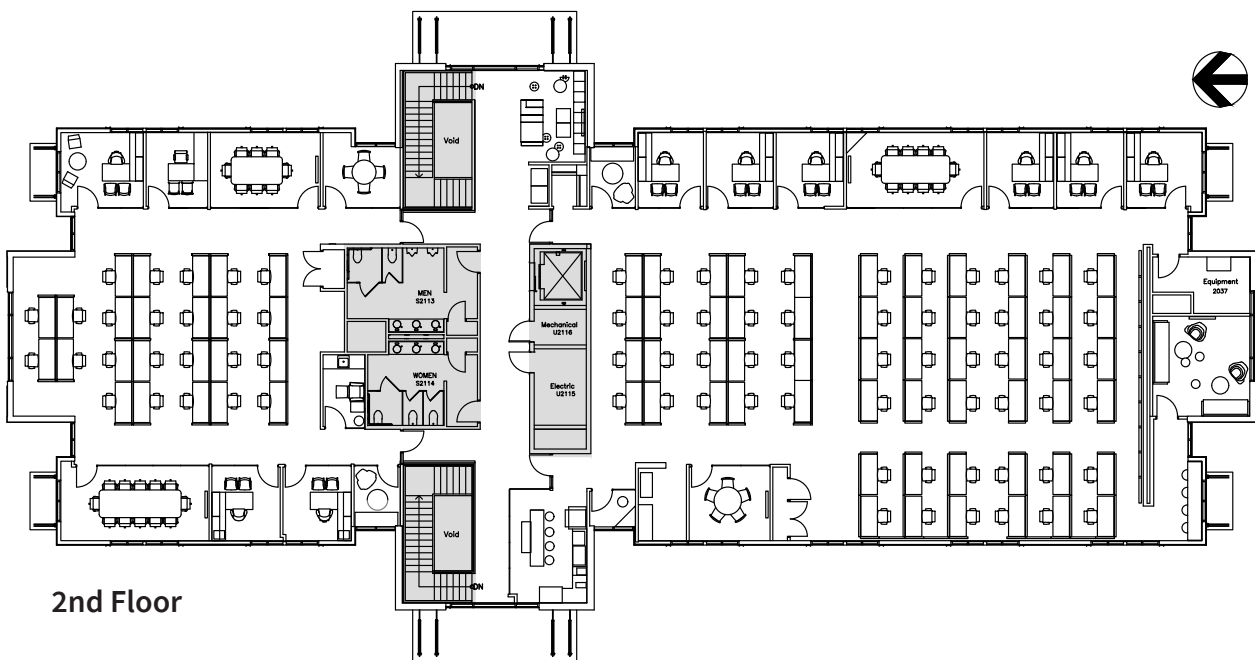 DN
Void
Equipment
2037
MEN
S2113
Mechanical
U2116
WOMEN
S2114
Electric
U2115
Void
DN
2nd Floor